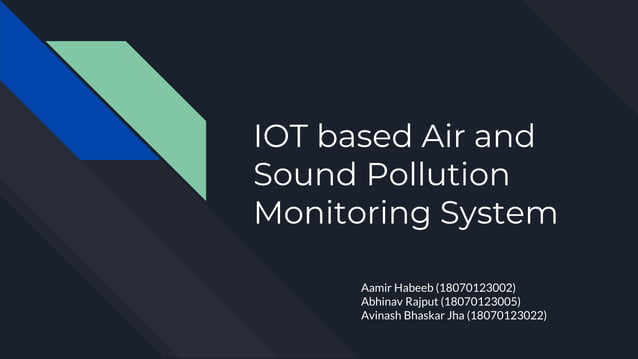 IOT based Air and
Sound Pollution
Monitoring System
Aamir Habeeb (18070123002)
Abhinav Rajput (18070123005)
Avinash Bhaskar Jha (18070123022)